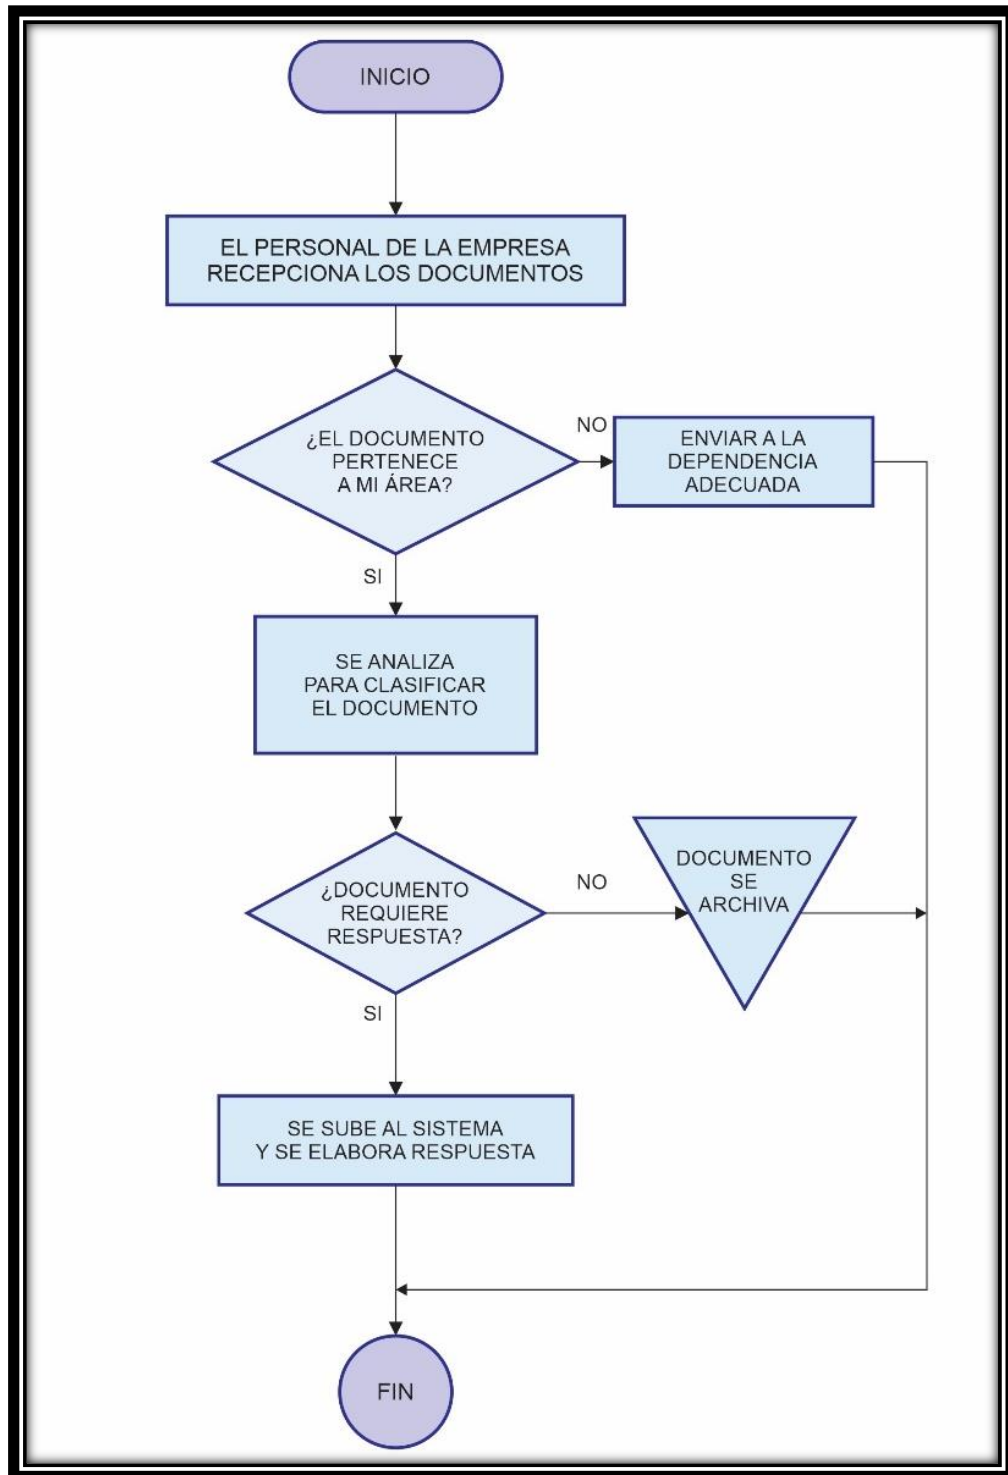 INICIO
EL PERSONAL DE LA EMPRESA
RECEPCIONA LOS DOCUMENTOS
¿EL DOCUMENTO
PERTENECE
A MI ÁREA?
NO
ENVIAR A LA
DEPENDENCIA
ADECUADA
SI
SE ANALIZA
PARA CLASIFICAR
EL DOCUMENTO
¿DOCUMENTO
REQUIERE
RESPUESTA?
NO
DOCUMENTO
SE
ARCHIVA
SI
SE SUBE AL SISTEMA
Y SE ELABORA RESPUESTA
FIN